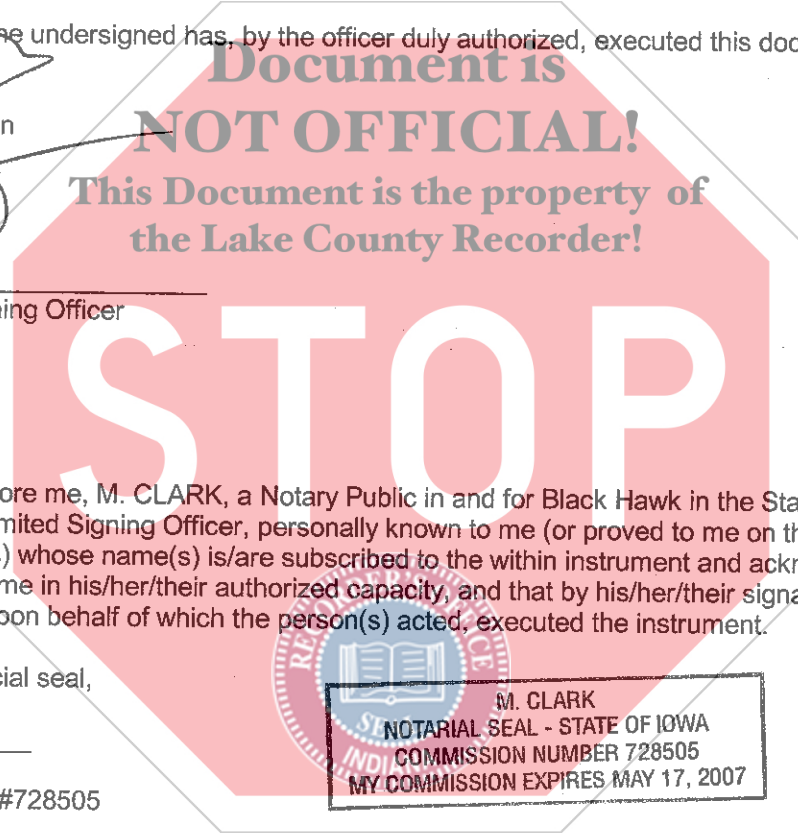 ne undersigned has, by the officer duly authorized, executed this doc
Document is
NOT OFFICIAL!
n
This Document is the property of
the Lake County Recorder!
ing Officer
STOP
ore me, M. CLARK, a Notary Public in and for Black Hawk in the Sta
mited Signing Officer, personally known to me (or proved to me on th
) whose name(s) is/are subscribed to the within instrument and ackn
me in his/her/their authorized capacity, and that by his/her/their signa
pon behalf of which the person(s) acted, executed the instrument.
cial seal,
RECORDER'S OFFICE
SEAL
INDIANA
M. CLARK
NOTARIAL SEAL - STATE OF IOWA
COMMISSION NUMBER 728505
MY COMMISSION EXPIRES MAY 17, 2007
#728505